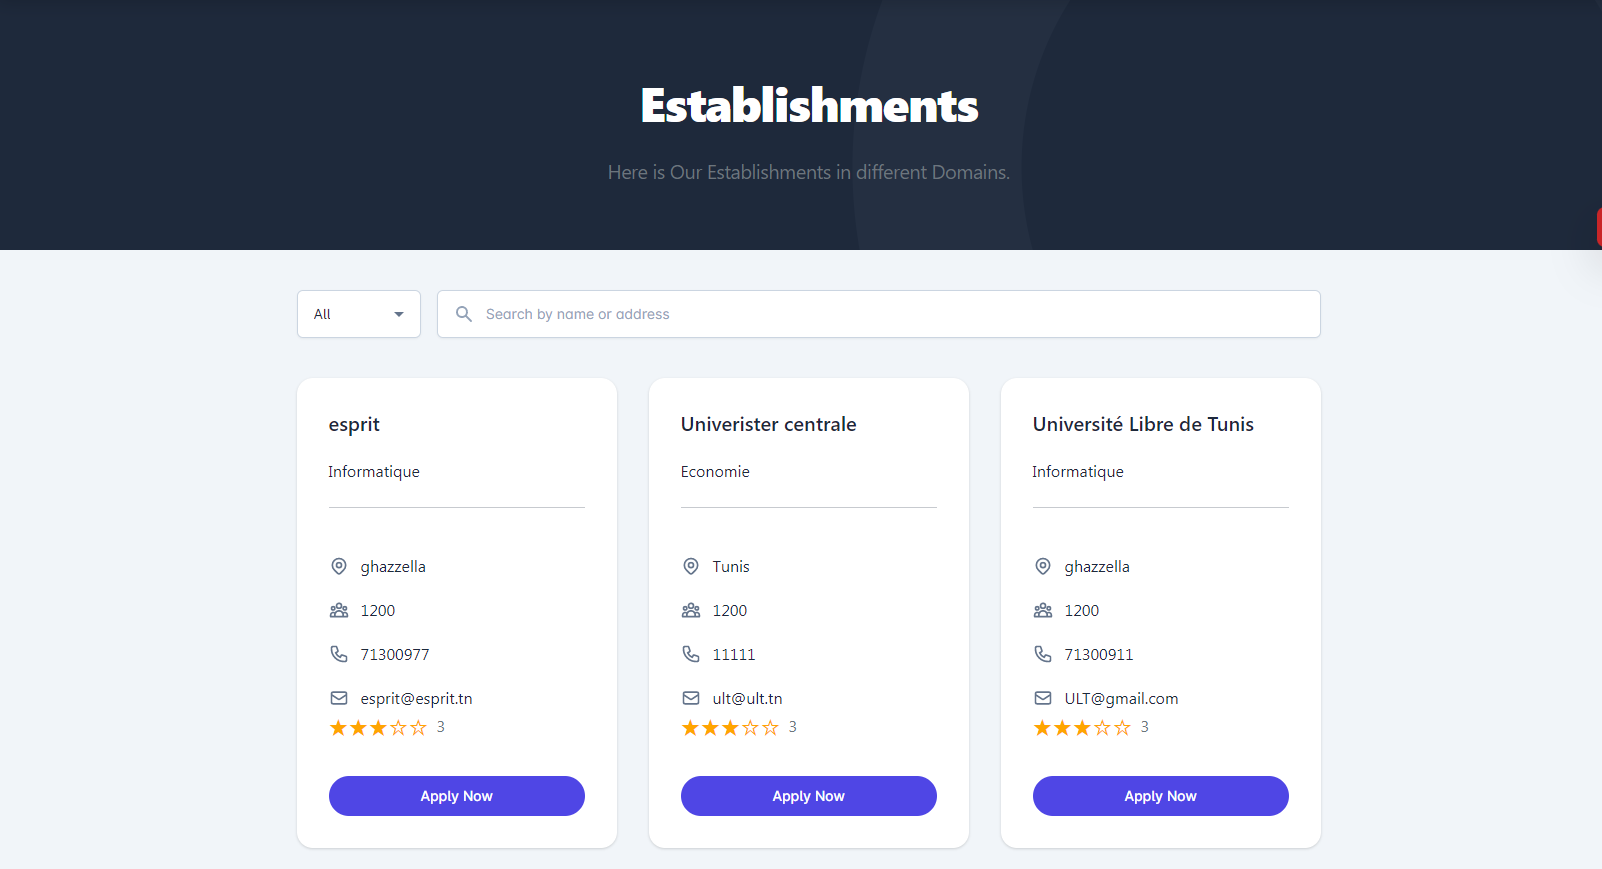 Establishments
Here is Our Establishments in different Domains.
All
Search by name or address
esprit
Informatique
ghazzella
1200
71300977
esprit@esprit.tn
3
Apply Now
Univerister centrale
Economie
Tunis
1200
11111
ult@ult.tn
3
Apply Now
Université Libre de Tunis
Informatique
ghazzella
1200
71300911
ULT@gmail.com
3
Apply Now